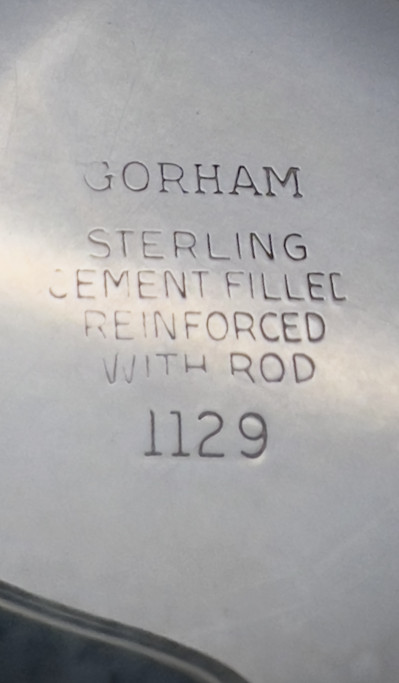 GORHAM
STERLING
CEMENT FILLED
REINFORCED
WITH ROD
1129